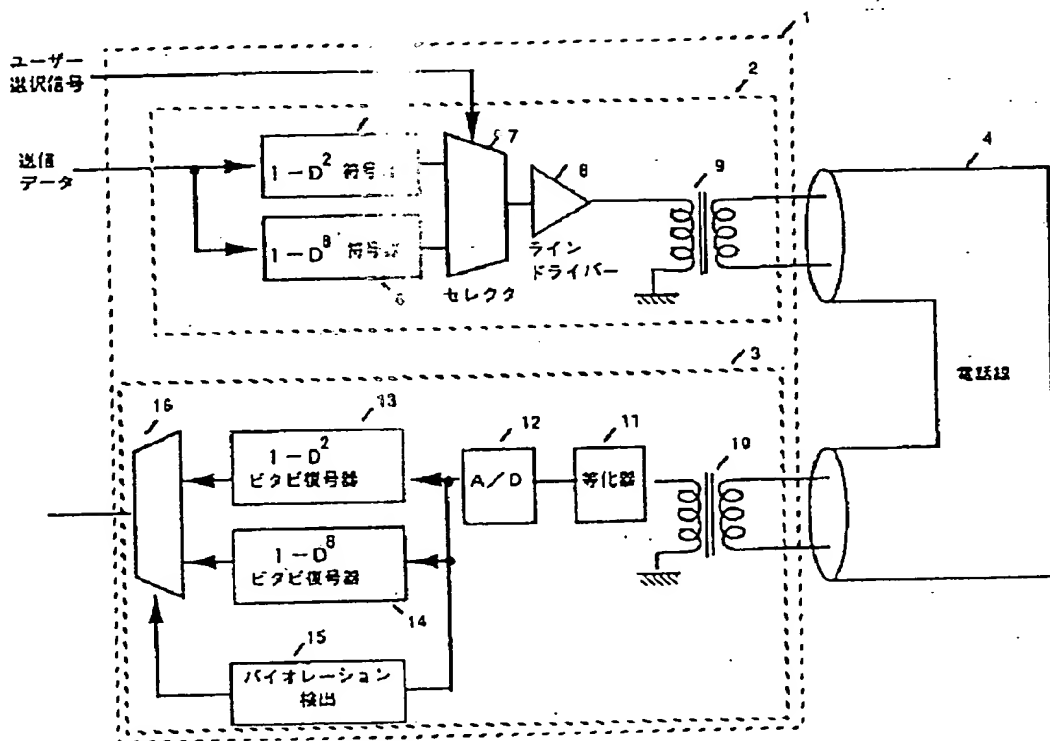 1
ユーザー
選択信号
2
送信
データ
1-D² 符号
7
8
9
4
1-D⁸ 符号器
6
セレクタ
ライン
ドライバー
3
電話線
16
13
1-D²
ビタビ復号器
12
A/D
11
等化器
10
1-D⁸
ビタビ復号器
14
15
バイオレーション
検出